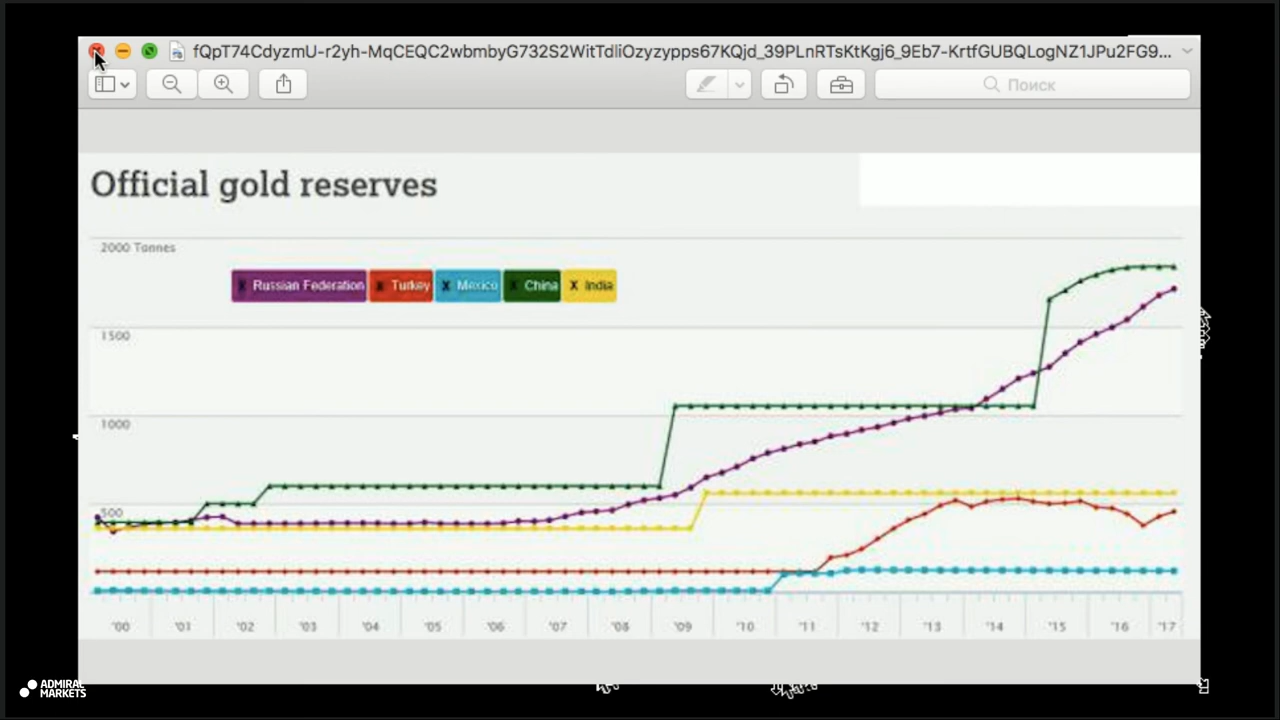 fQpT74CdyzmU-r2yh-MqCEQC2wbmbyG732S2WitTdliOzyzypps67KQjd_39PLnRTsKtKgj6_9Eb7-KrtfGUBQLogNZ1JPu2FG9...
Поиск
Official gold reserves
2000 Tonnes
X Russian Federation X Turkey X Mexico X China X India
1500
1000
500
'00 '01 '02 '03 '04 '05 '06 '07 '08 '09 '10 '11 '12 '13 '14 '15 '16 '17
ADMIRAL
MARKETS